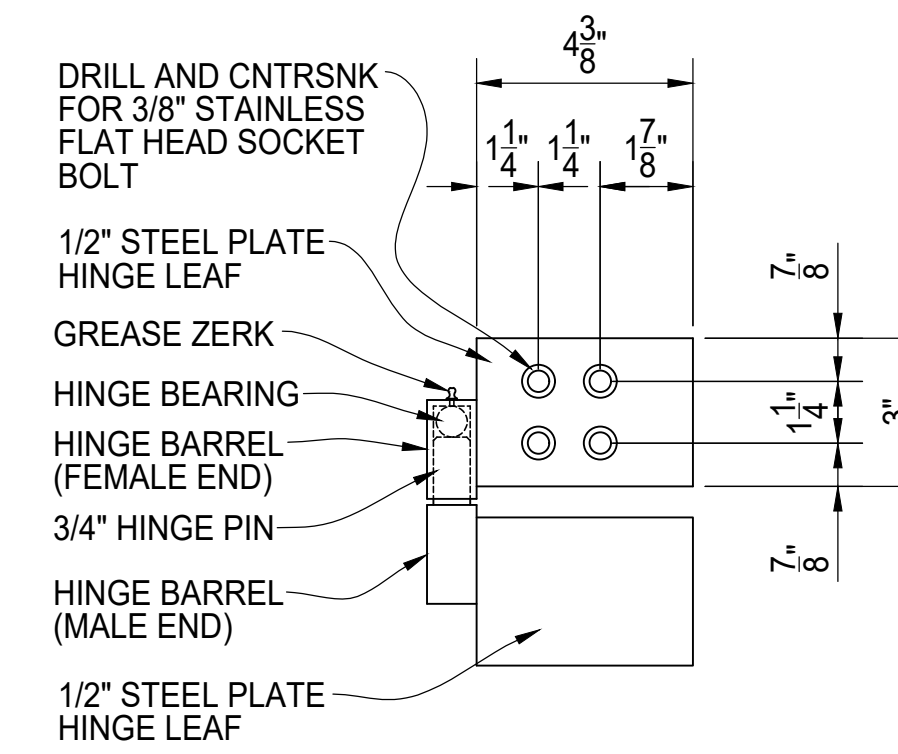 4 3/8"
DRILL AND CNTRSNK
FOR 3/8" STAINLESS
FLAT HEAD SOCKET
BOLT
1 1/4" 1 1/4" 1 7/8"
1/2" STEEL PLATE
HINGE LEAF
7/8"
GREASE ZERK
HINGE BEARING
1 1/4"
3"
HINGE BARREL
(FEMALE END)
3/4" HINGE PIN
7/8"
HINGE BARREL
(MALE END)
1/2" STEEL PLATE
HINGE LEAF